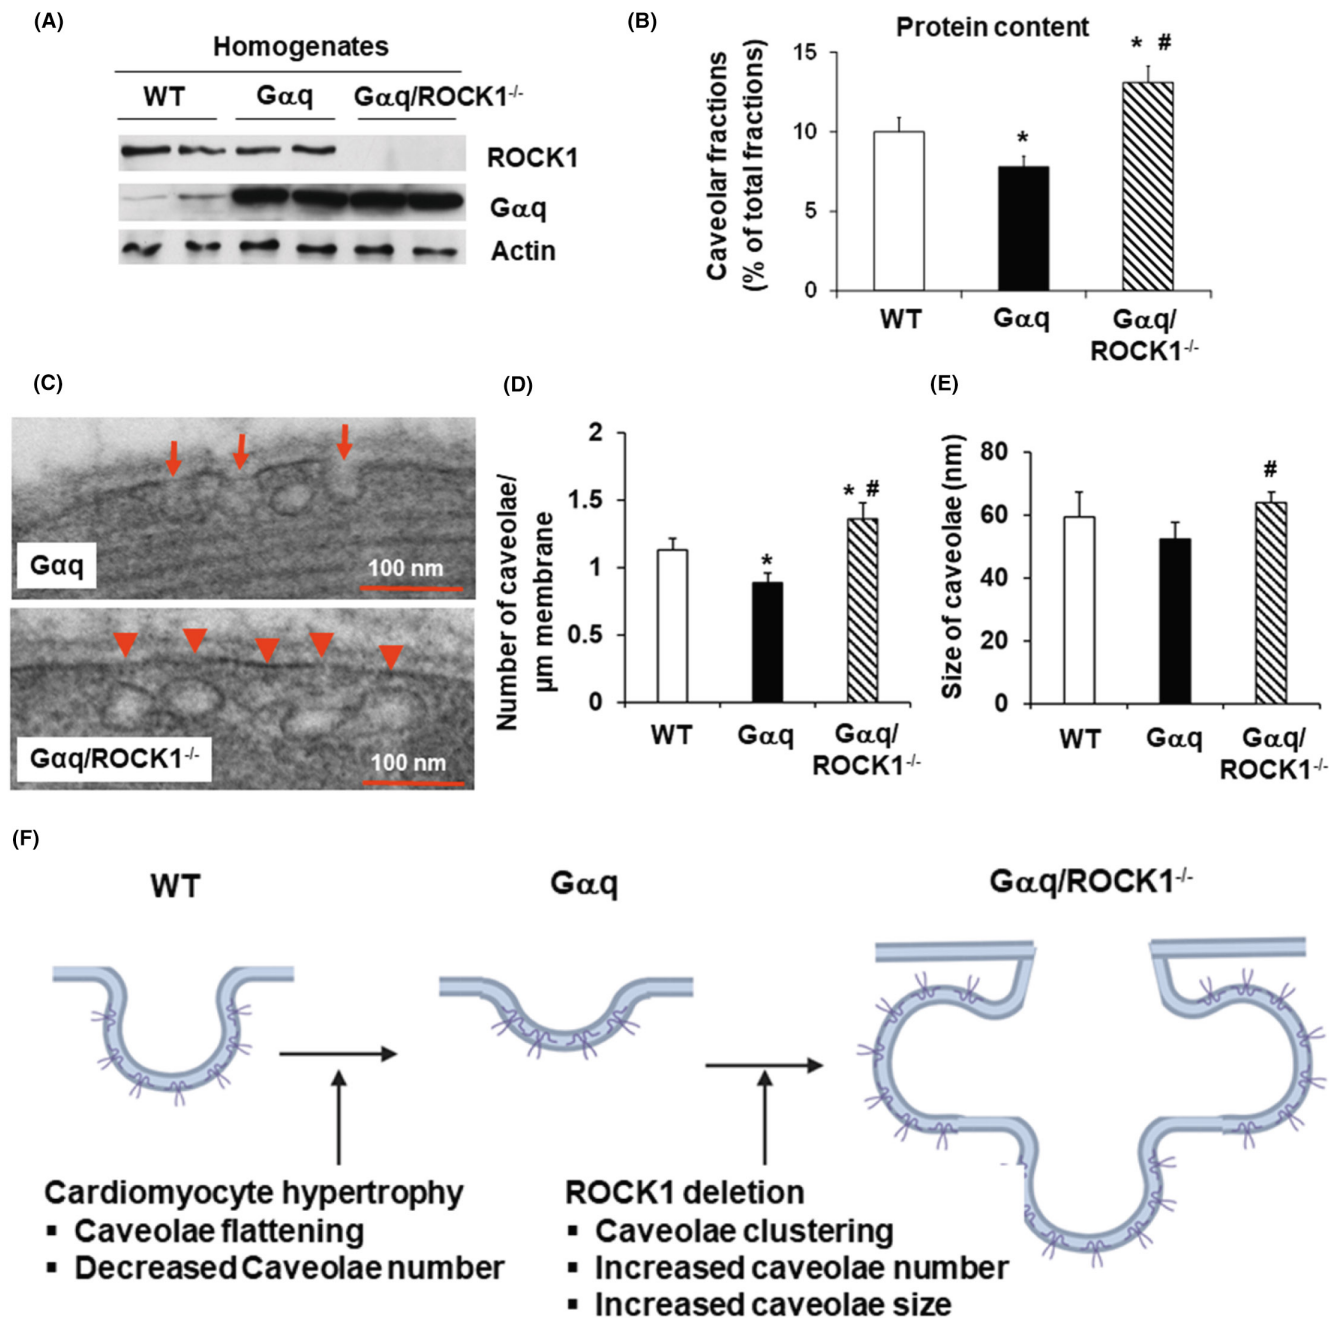 (A)
Homogenates
WT
Gαq
Gαq/ROCK1-/-
ROCK1
Gαq
Actin
(B)
Protein content
Caveolar fractions
(% of total fractions)
15
10
5
0
* 
* #
WT
Gαq
Gαq/
ROCK1-/-
(C)
Gαq
100 nm
Gαq/ROCK1-/-
100 nm
(D)
Number of caveolae/
µm membrane
2
1.5
1
0.5
0
*
* #
WT
Gαq
Gαq/
ROCK1-/-
(E)
Size of caveolae (nm)
80
60
40
20
0
#
WT
Gαq
Gαq/
ROCK1-/-
(F)
WT
Gαq
Gαq/ROCK1-/-
Cardiomyocyte hypertrophy
▪ Caveolae flattening
▪ Decreased Caveolae number
ROCK1 deletion
▪ Caveolae clustering
▪ Increased caveolae number
▪ Increased caveolae size